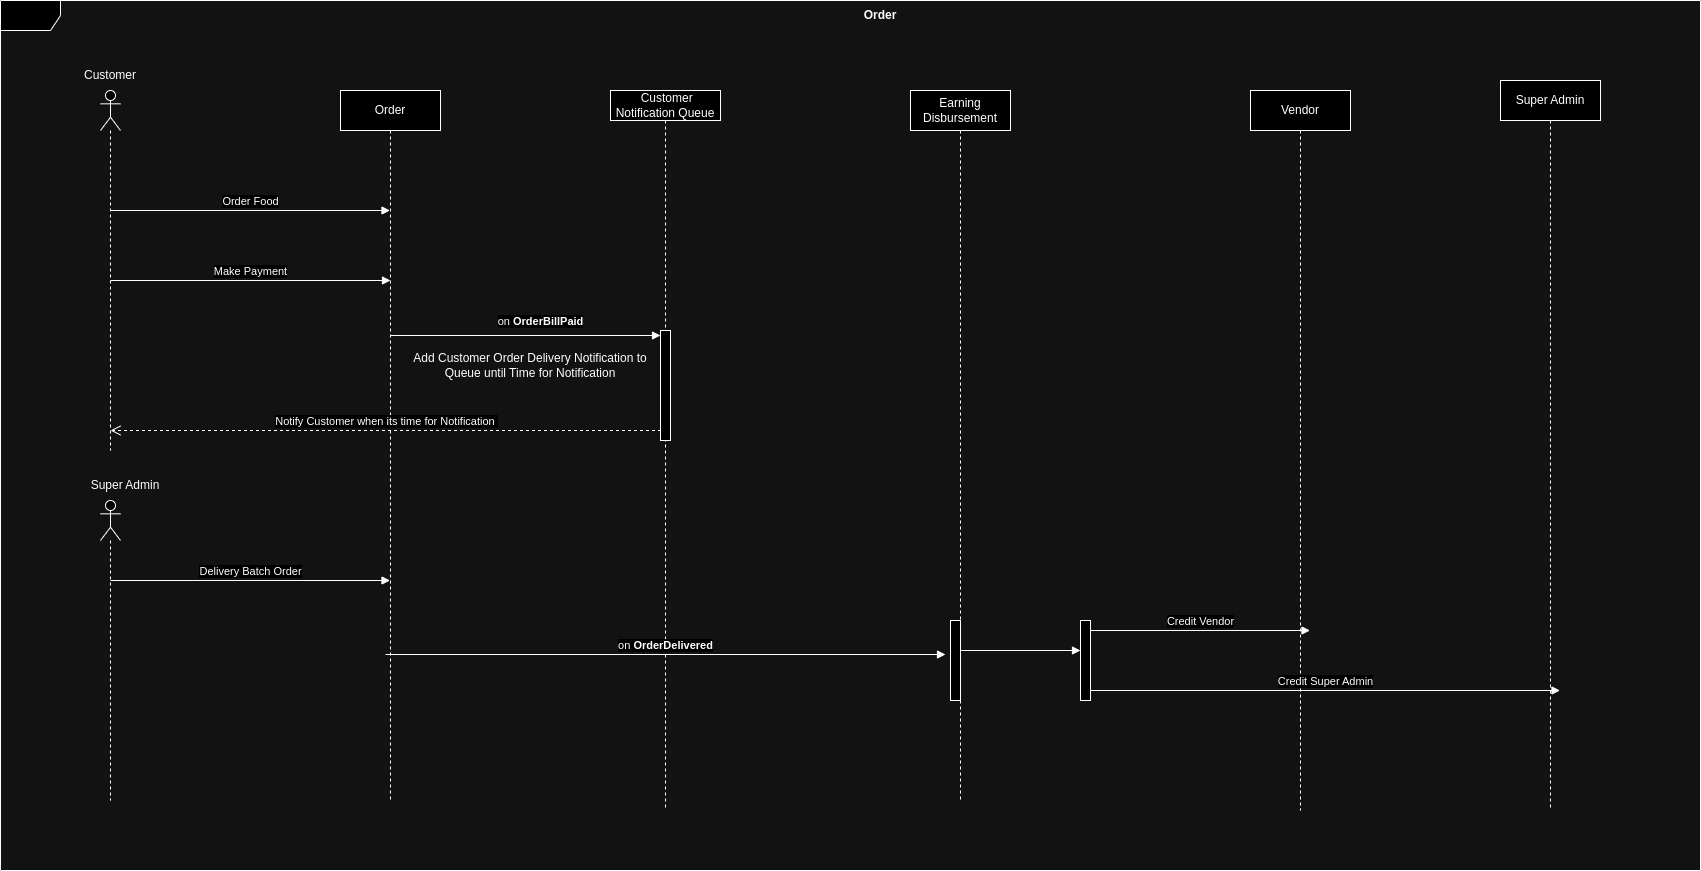 Order
Customer
Order
Customer
Notification Queue
Earning
Disbursement
Vendor
Super Admin
Order Food
Make Payment
on OrderBillPaid
Add Customer Order Delivery Notification to
Queue until Time for Notification
Notify Customer when its time for Notification
Super Admin
Delivery Batch Order
Credit Vendor
on OrderDelivered
Credit Super Admin